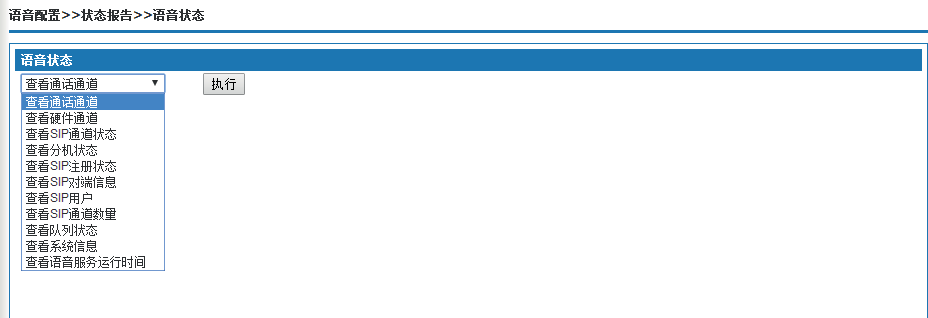 语音配置>>状态报告>>语音状态
语音状态
查看通话通道 执行
查看通话通道
查看硬件通道
查看SIP通道状态
查看分机状态
查看SIP注册状态
查看SIP对端信息
查看SIP用户
查看SIP通道数量
查看队列状态
查看系统信息
查看语音服务运行时间